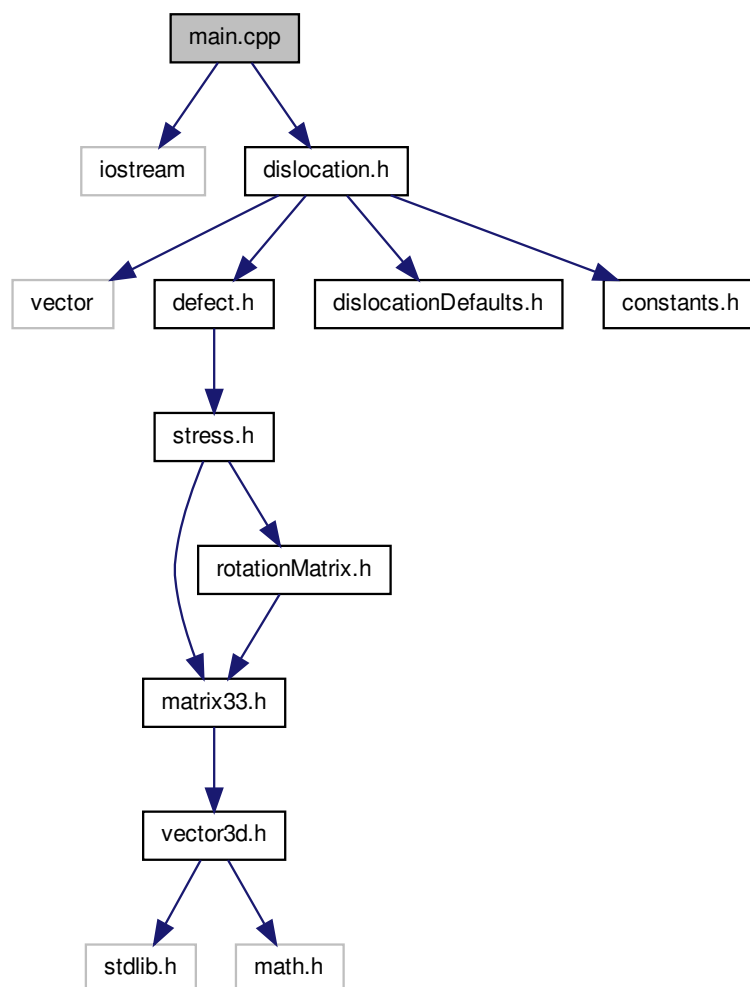 main.cpp
iostream
dislocation.h
vector
defect.h
dislocationDefaults.h
constants.h
stress.h
rotationMatrix.h
matrix33.h
vector3d.h
stdlib.h
math.h